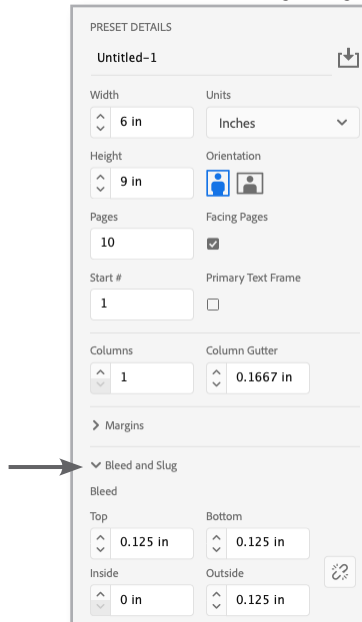 PRESET DETAILS
Untitled-1
Width Units
6 in Inches
Height Orientation
9 in
Pages Facing Pages
10
Start # Primary Text Frame
1
Columns Column Gutter
1 0.1667 in
Margins
Bleed and Slug
Bleed
Top Bottom
0.125 in 0.125 in
Inside Outside
0 in 0.125 in